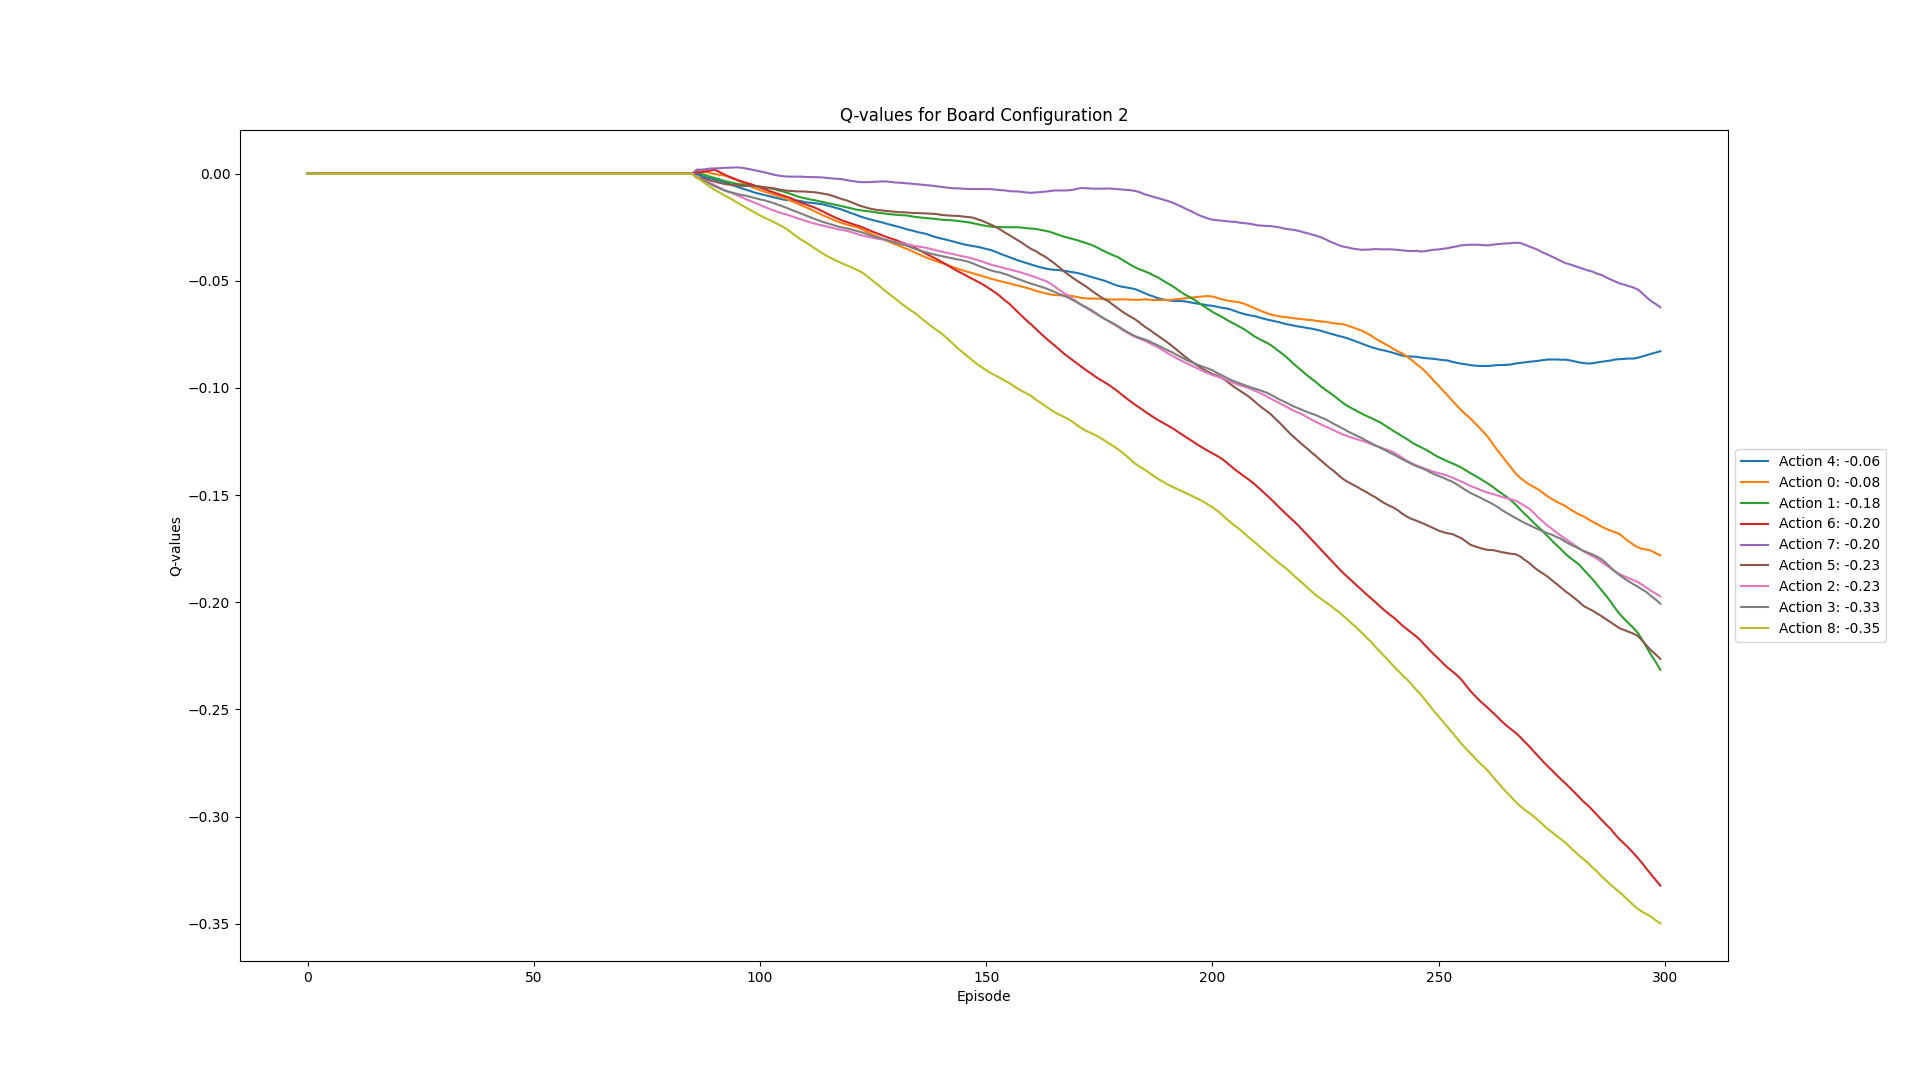 Q-values for Board Configuration 2
0.00
−0.05
−0.10
−0.15
−0.20
−0.25
−0.30
−0.35
Q-values
0 50 100 150 200 250 300
Episode
Action 4: -0.06
Action 0: -0.08
Action 1: -0.18
Action 6: -0.20
Action 7: -0.20
Action 5: -0.23
Action 2: -0.23
Action 3: -0.33
Action 8: -0.35